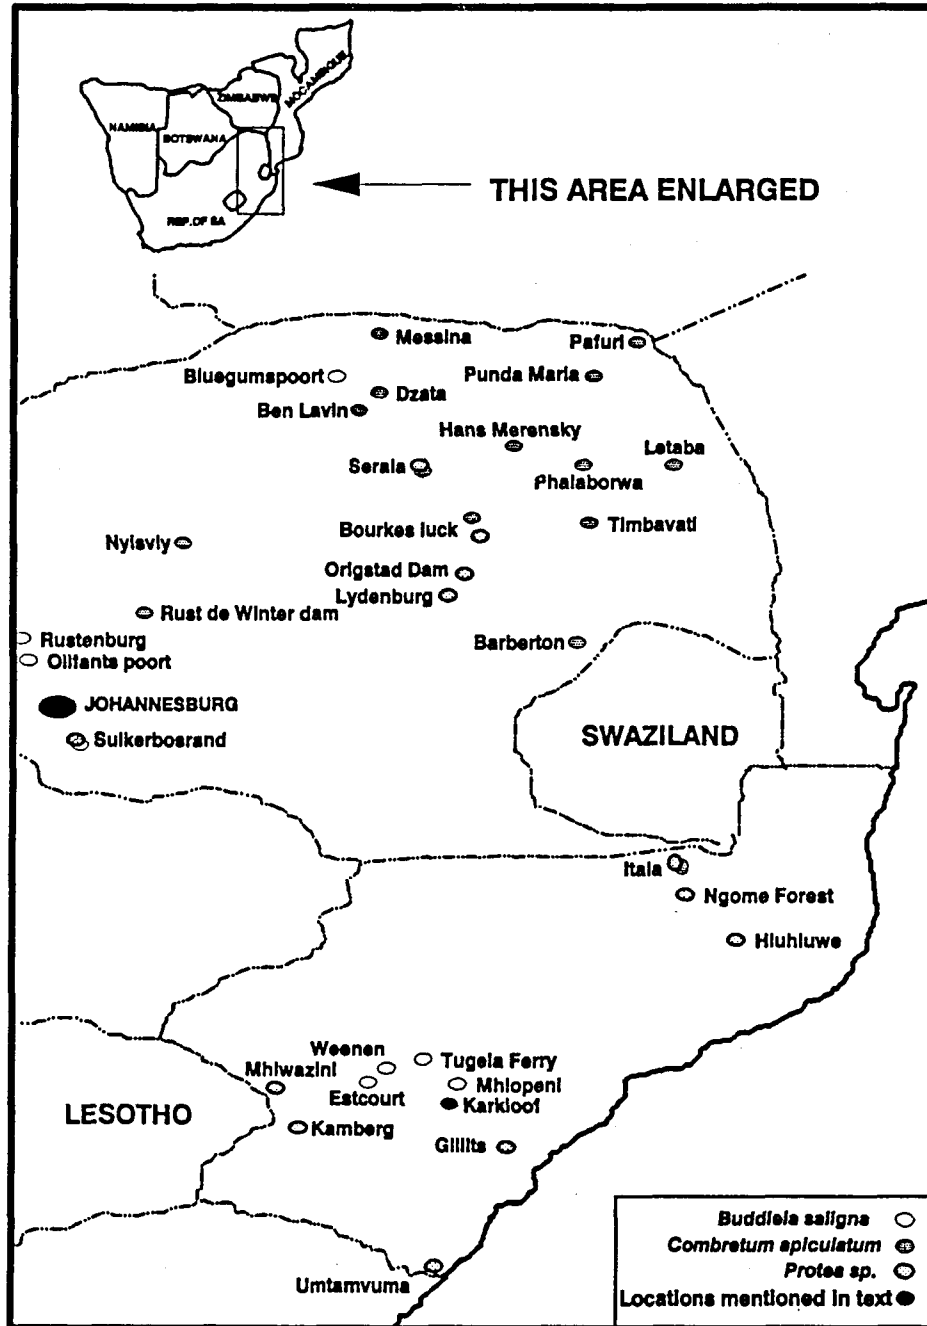 MOCAMBIQUE
ZIMBABWE
NAMIBIA
BOTSWANA
REP.OF SA
THIS AREA ENLARGED
Messina
Pafuri
Bluegumspoort
Punda Maria
Dzata
Ben Lavin
Hans Merensky
Letaba
Serala
Phalaborwa
Bourkes luck
Timbavati
Nylsvly
Origstad Dam
Lydenburg
Rust de Winter dam
Rustenburg
Olifants poort
Barberton
JOHANNESBURG
SWAZILAND
Suikerbosrand
Itala
Ngome Forest
Hluhluwe
Weenen
Tugela Ferry
Mhlwazini
Mhlopeni
Estcourt
Karkloof
LESOTHO
Kamberg
Gillits
Umtamvuma
Buddlela saligna
Combretum apiculatum
Protea sp.
Locations mentioned in text